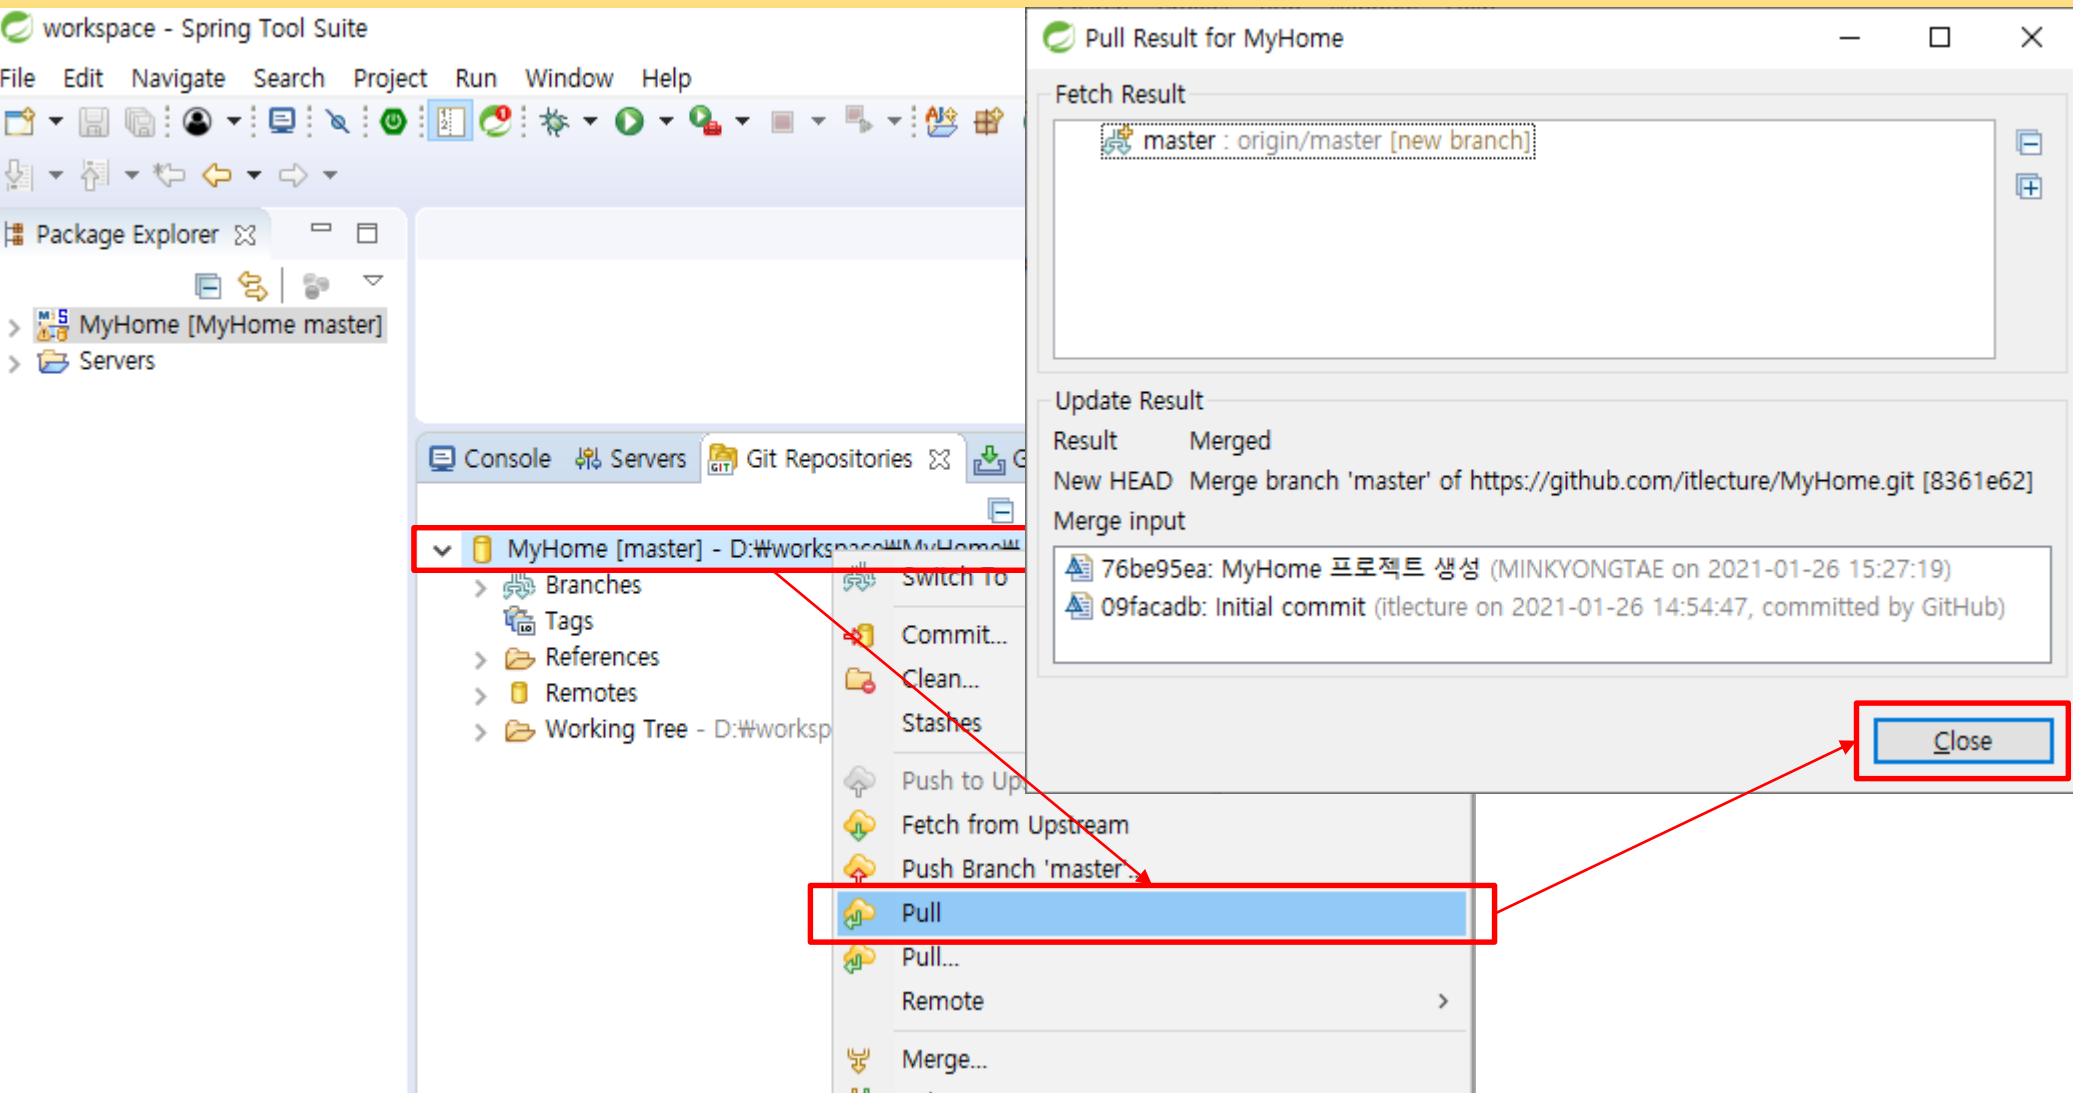 workspace - Spring Tool Suite
File Edit Navigate Search Project Run Window Help
Package Explorer
MyHome [MyHome master]
Servers
Console Servers Git Repositories
MyHome [master] - D:₩workspace₩MyHome₩
Branches
Tags
References
Remotes
Working Tree - D:₩worksp
Switch To
Commit...
Clean...
Stashes
Push to Up
Fetch from Upstream
Push Branch 'master'...
Pull
Pull...
Remote
Merge...
Pull Result for MyHome
Fetch Result
master : origin/master [new branch]
Update Result
Result Merged
New HEAD Merge branch 'master' of https://github.com/itlecture/MyHome.git [8361e62]
Merge input
76be95ea: MyHome 프로젝트 생성 (MINKYONGTAE on 2021-01-26 15:27:19)
09facadb: Initial commit (itlecture on 2021-01-26 14:54:47, committed by GitHub)
Close